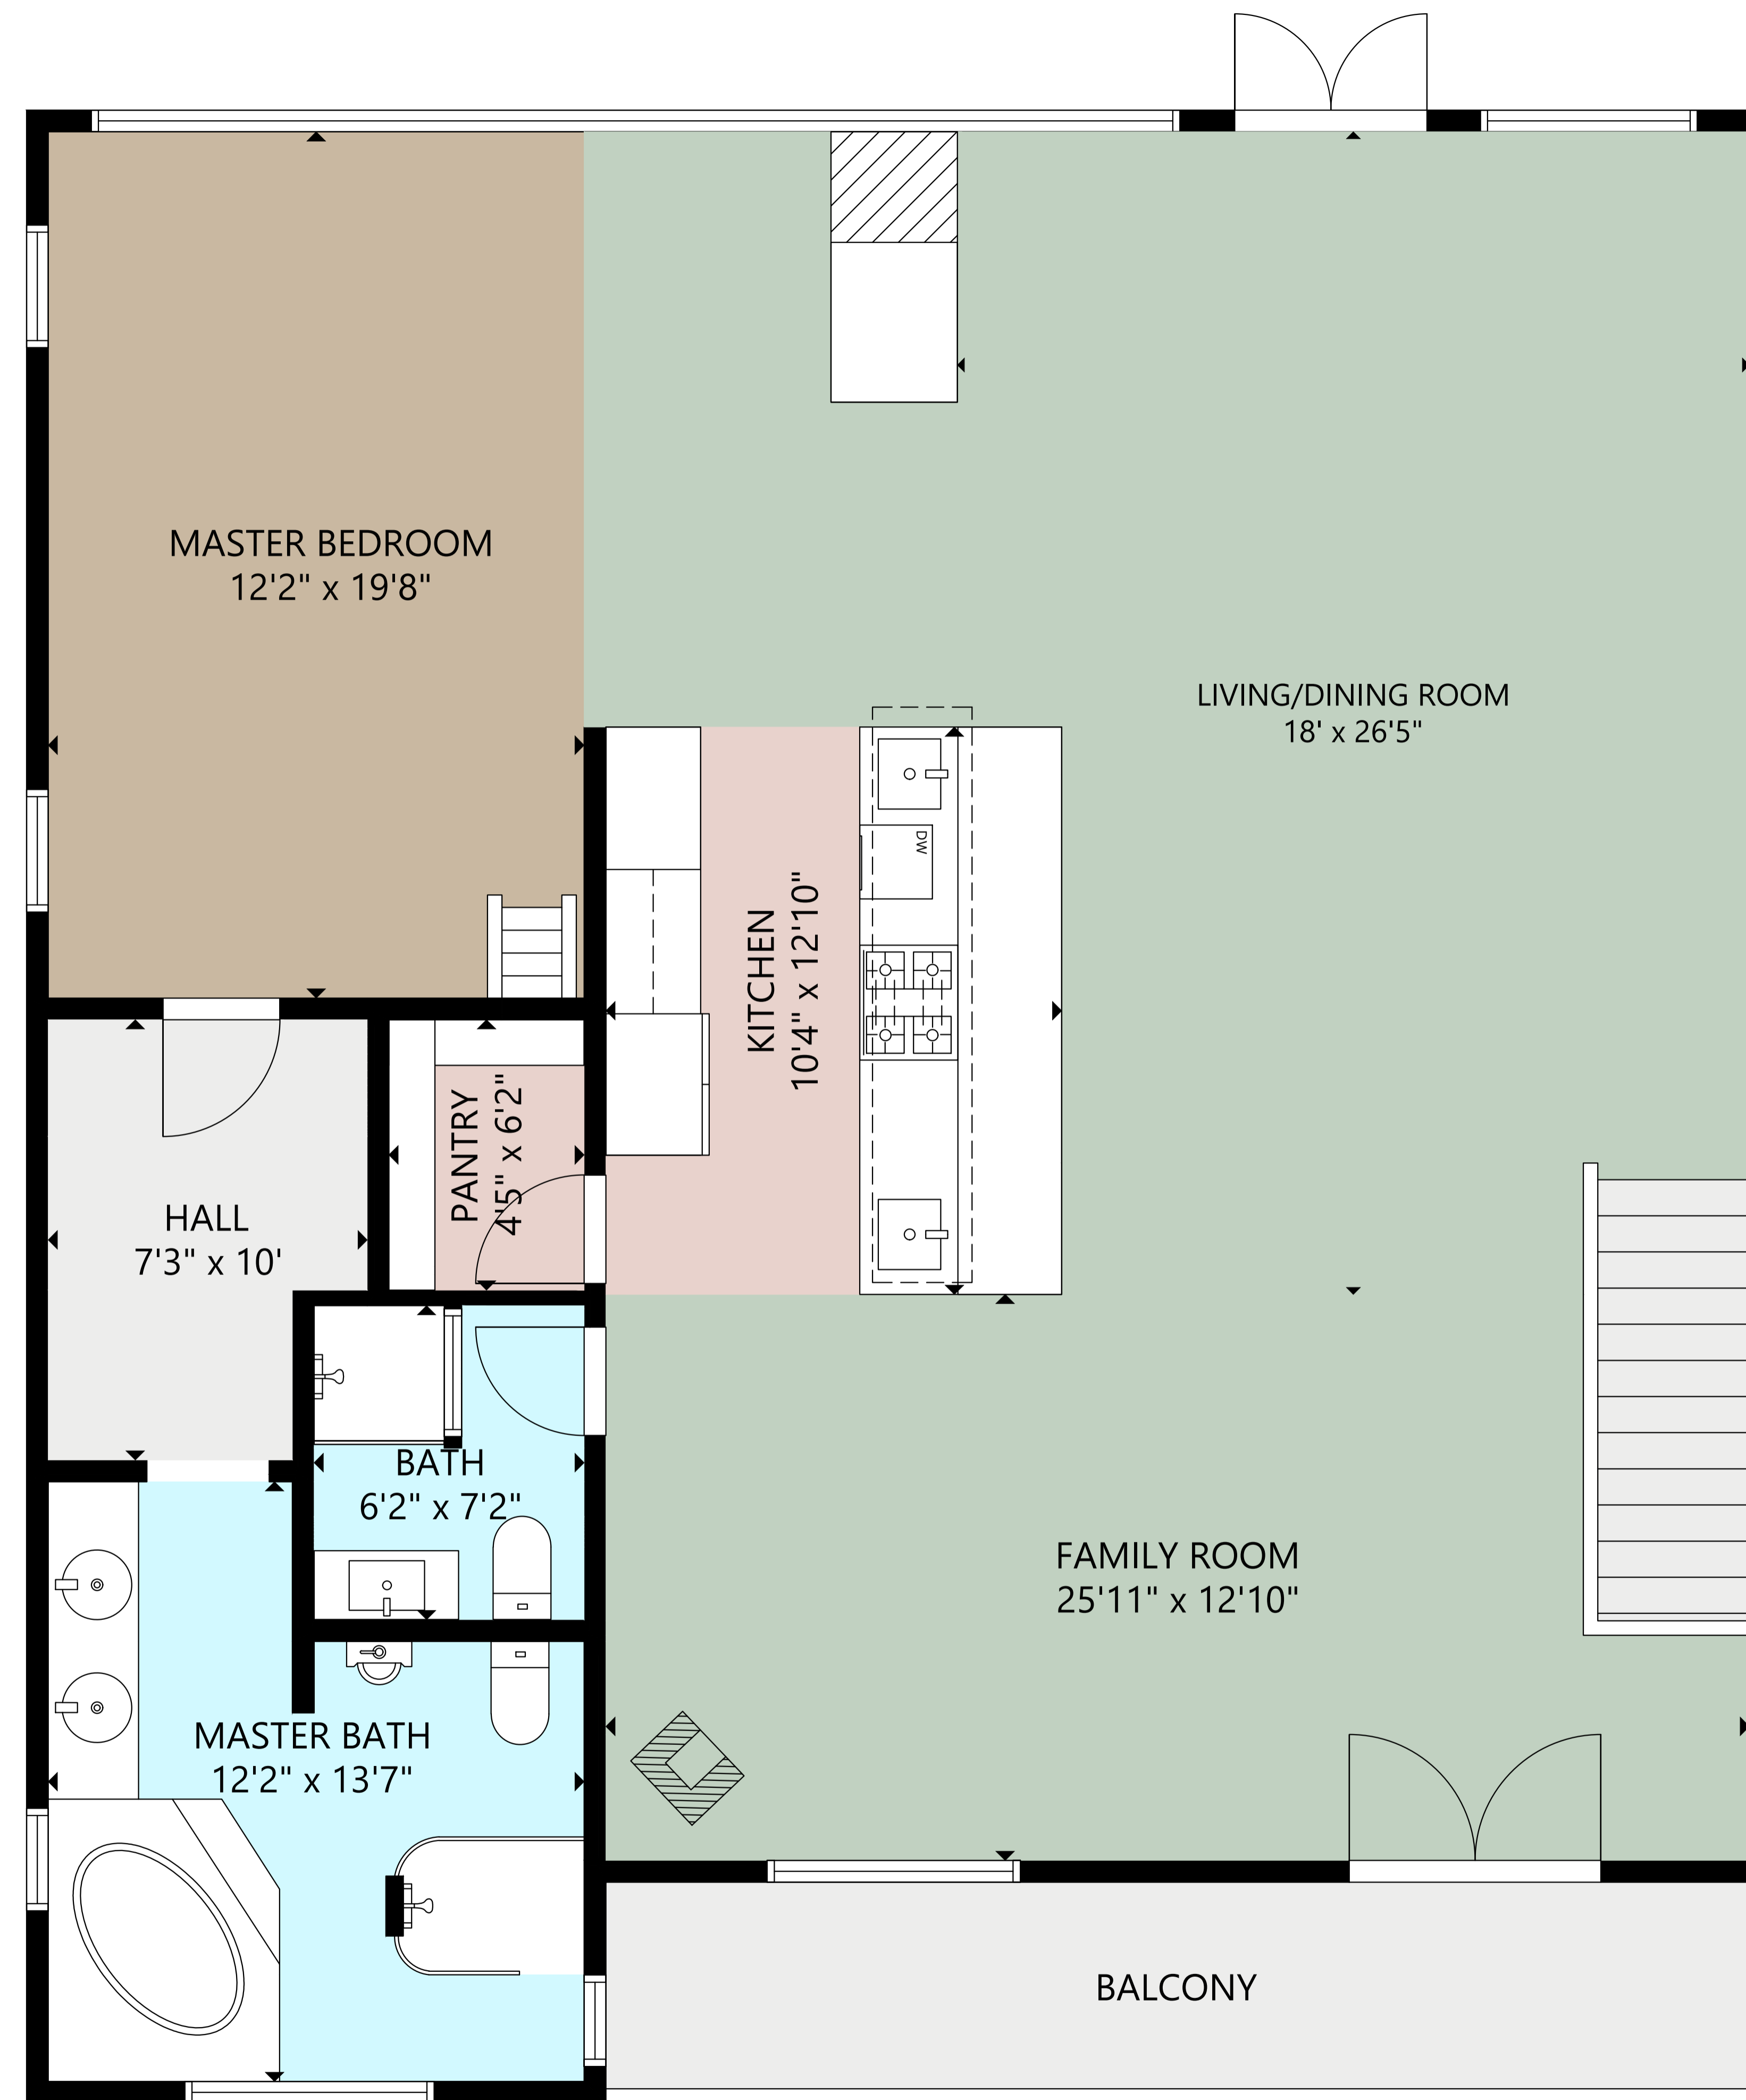 MASTER BEDROOM
12'2" x 19'8"
LIVING/DINING ROOM
18' x 26'5"
DW
KITCHEN
10'4" x 12'10"
PANTRY
4'5" x 6'2"
HALL
7'3" x 10'
BATH
6'2" x 7'2"
FAMILY ROOM
25'11" x 12'10"
MASTER BATH
12'2" x 13'7"
BALCONY